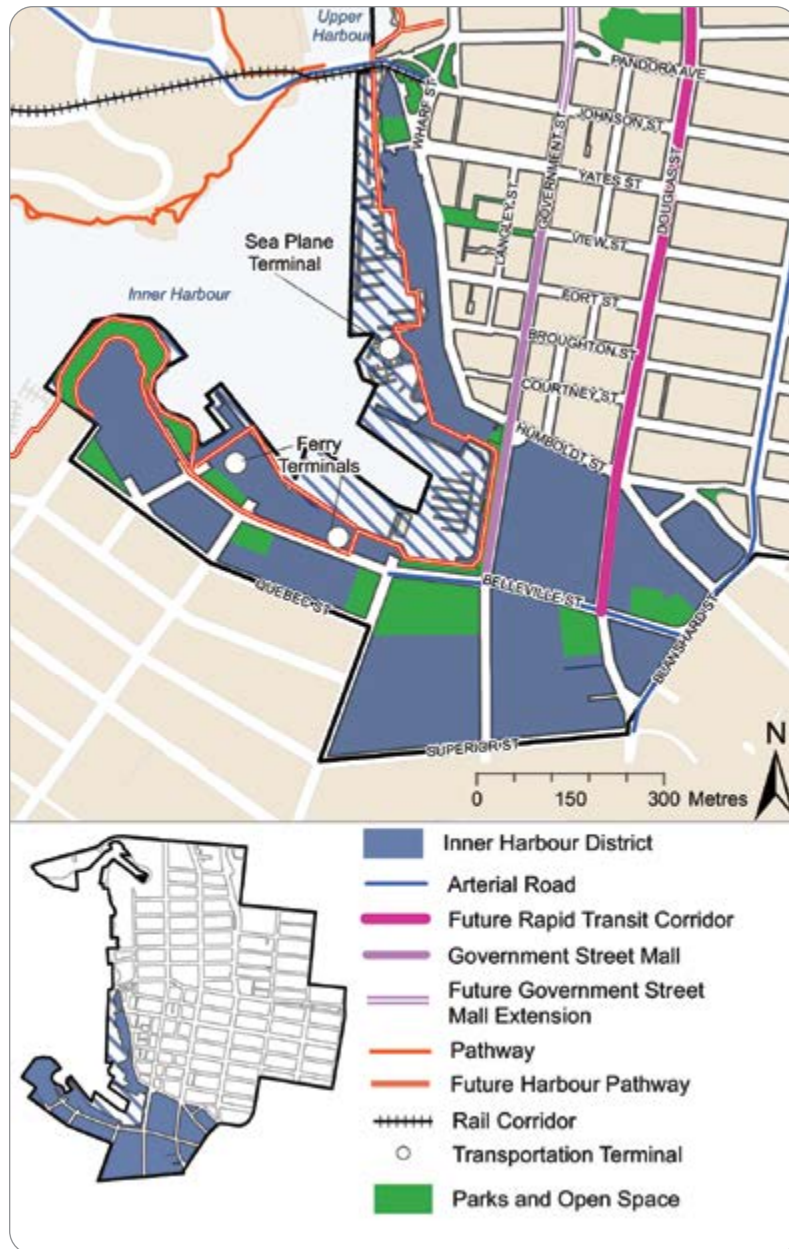 Upper
Harbour
PANDORA AVE
WHARF ST
JOHNSON ST
GOVERNMENT ST
DOUGLAS ST
YATES ST
LANGLEY ST
Sea Plane
Terminal
VIEW ST
Inner Harbour
FORT ST
BROUGHTON ST
COURTNEY ST
HUMBOLDT ST
Ferry
Terminals
BELLEVILLE ST
QUEBEC ST
BLANSHARD ST
SUPERIOR ST
N
0 150 300 Metres
Inner Harbour District
Arterial Road
Future Rapid Transit Corridor
Government Street Mall
Future Government Street
Mall Extension
Pathway
Future Harbour Pathway
Rail Corridor
Transportation Terminal
Parks and Open Space